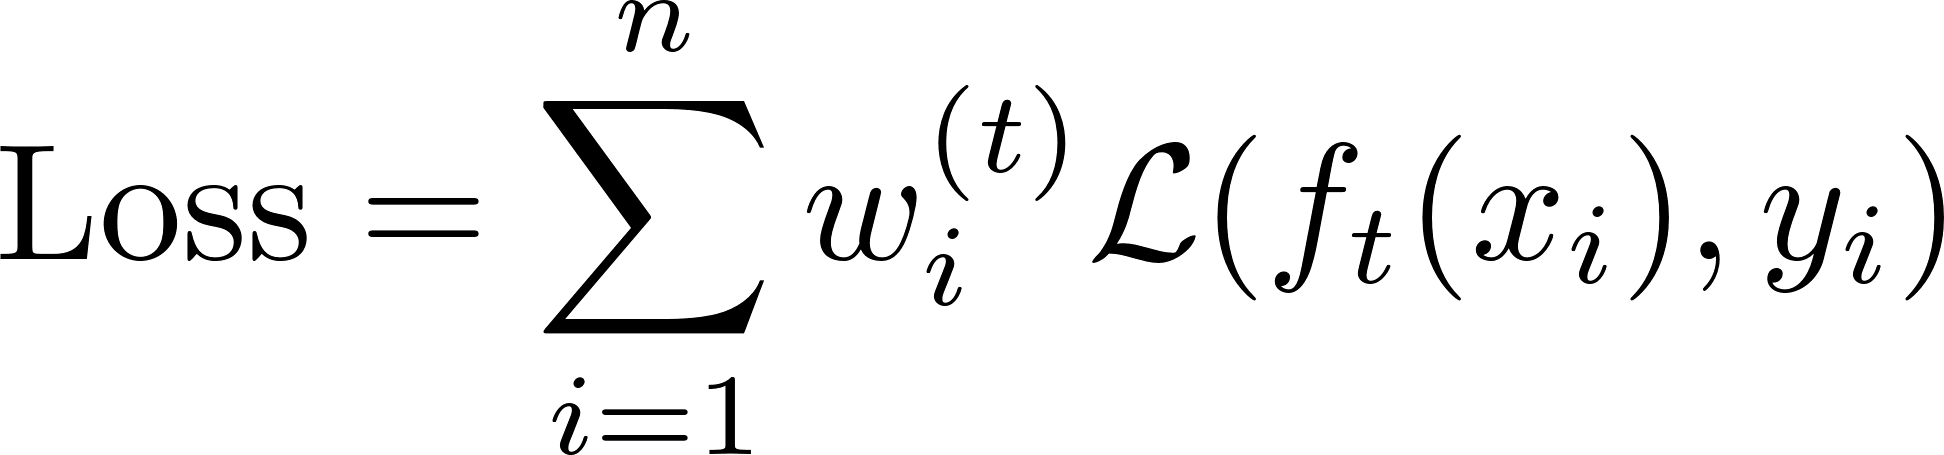 Loss = \sum_{i=1}^{n} w_i^{(t)} \mathcal{L}(f_t(x_i), y_i)